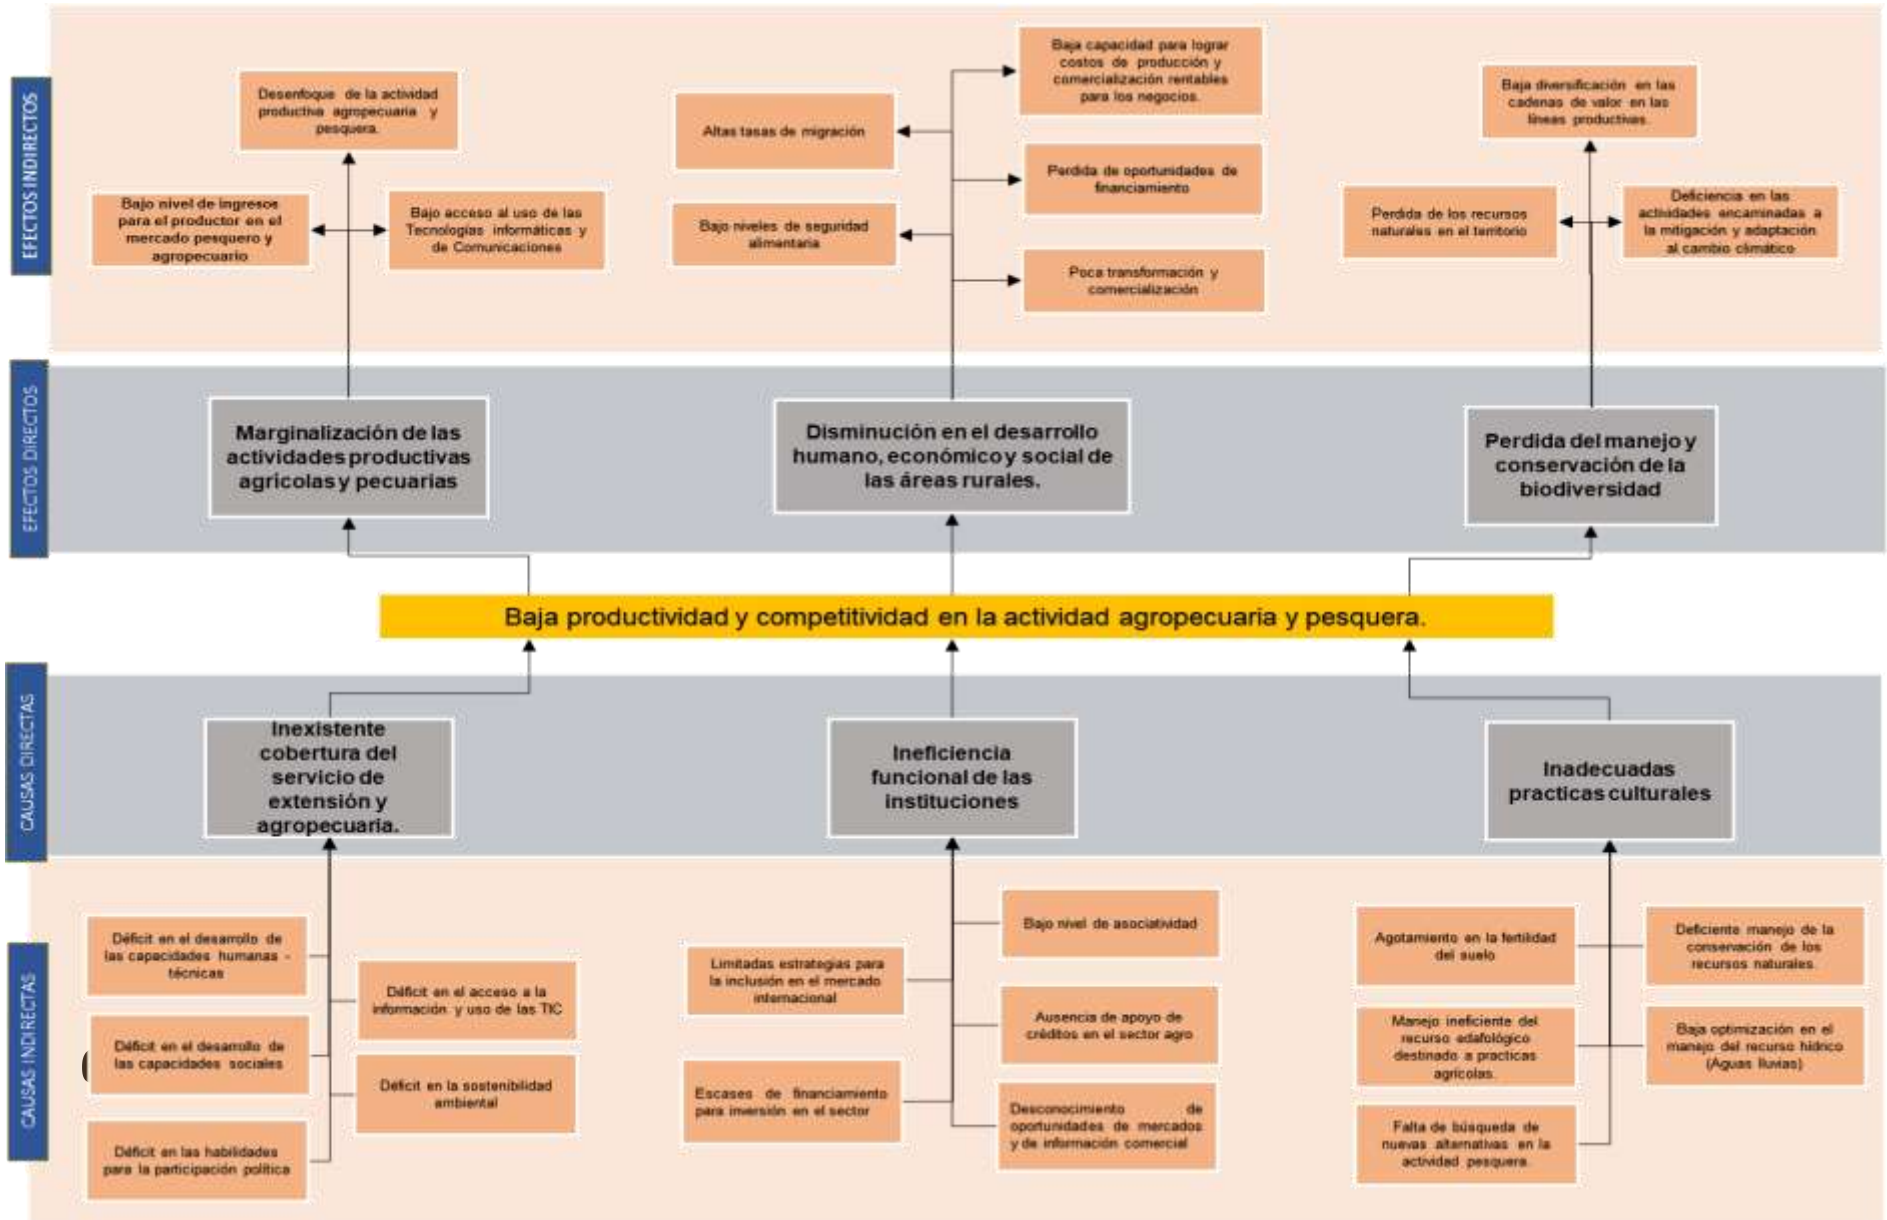 EFECTOS INDIRECTOS
Desenfoque de la actividad
productiva agropecuaria y
pesquera.
Bajo nivel de ingresos
para el productor en el
mercado pesquero y
agropecuario
Bajo acceso al uso de las
Tecnologías informáticas y
de Comunicaciones
Altas tasas de migración
Bajo niveles de seguridad
alimentaria
Baja capacidad para lograr
costos de producción y
comercialización rentables
para los negocios.
Perdida de oportunidades de
financiamiento
Poca transformación y
comercialización
Baja diversificación en las
cadenas de valor en las
líneas productivas.
Perdida de los recursos
naturales en el territorio
Deficiencia en las
actividades encaminadas a
la mitigación y adaptación
al cambio climático
EFECTOS DIRECTOS
Marginalización de las
actividades productivas
agrícolas y pecuarias
Disminución en el desarrollo
humano, económico y social de
las áreas rurales.
Perdida del manejo y
conservación de la
biodiversidad
Baja productividad y competitividad en la actividad agropecuaria y pesquera.
CAUSAS DIRECTAS
Inexistente
cobertura del
servicio de
extensión y
agropecuaria.
Ineficiencia
funcional de las
instituciones
Inadecuadas
practicas culturales
CAUSAS INDIRECTAS
Déficit en el desarrollo de
las capacidades humanas -
técnicas
Déficit en el desarrollo de
las capacidades sociales
Déficit en las habilidades
para la participación política
Déficit en el acceso a la
información y uso de las TIC
Déficit en la sostenibilidad
ambiental
Limitadas estrategias para
la inclusión en el mercado
internacional
Escases de financiamiento
para inversión en el sector
Bajo nivel de asociatividad
Ausencia de apoyo de
créditos en el sector agro
Desconocimiento de
oportunidades de mercados
y de información comercial
Agotamiento en la fertilidad
del suelo
Manejo ineficiente del
recurso edafológico
destinado a practicas
agrícolas.
Falta de búsqueda de
nuevas alternativas en la
actividad pesquera.
Deficiente manejo de la
conservación de los
recursos naturales.
Baja optimización en el
manejo del recurso hídrico
(Aguas lluvias)